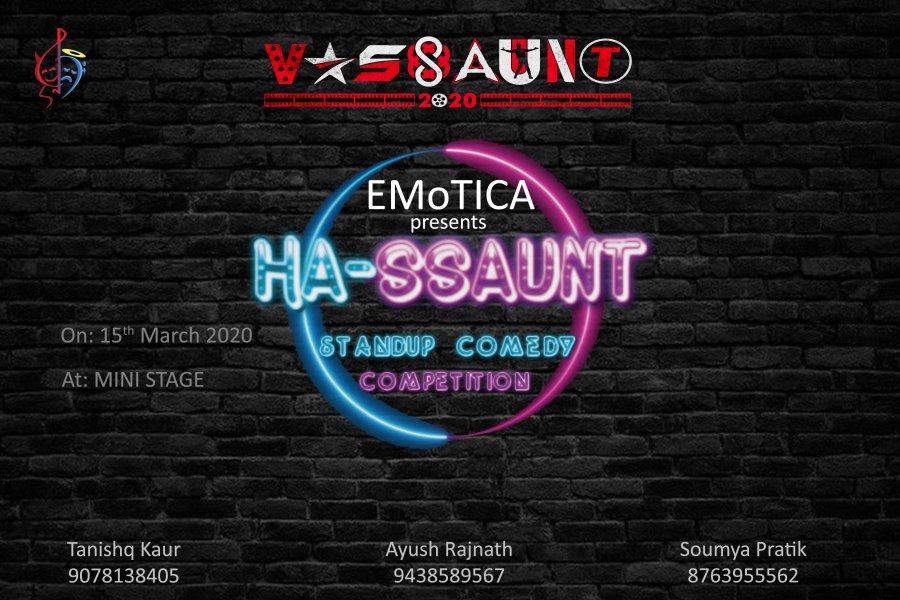 VASSAUNT
2020
EMoTICA
presents
HA-SSAUNT
STANDUP COMEDY
COMPETITION
On: 15th March 2020
At: MINI STAGE
Tanishq Kaur
9078138405
Ayush Rajnath
9438589567
Soumya Pratik
8763955562